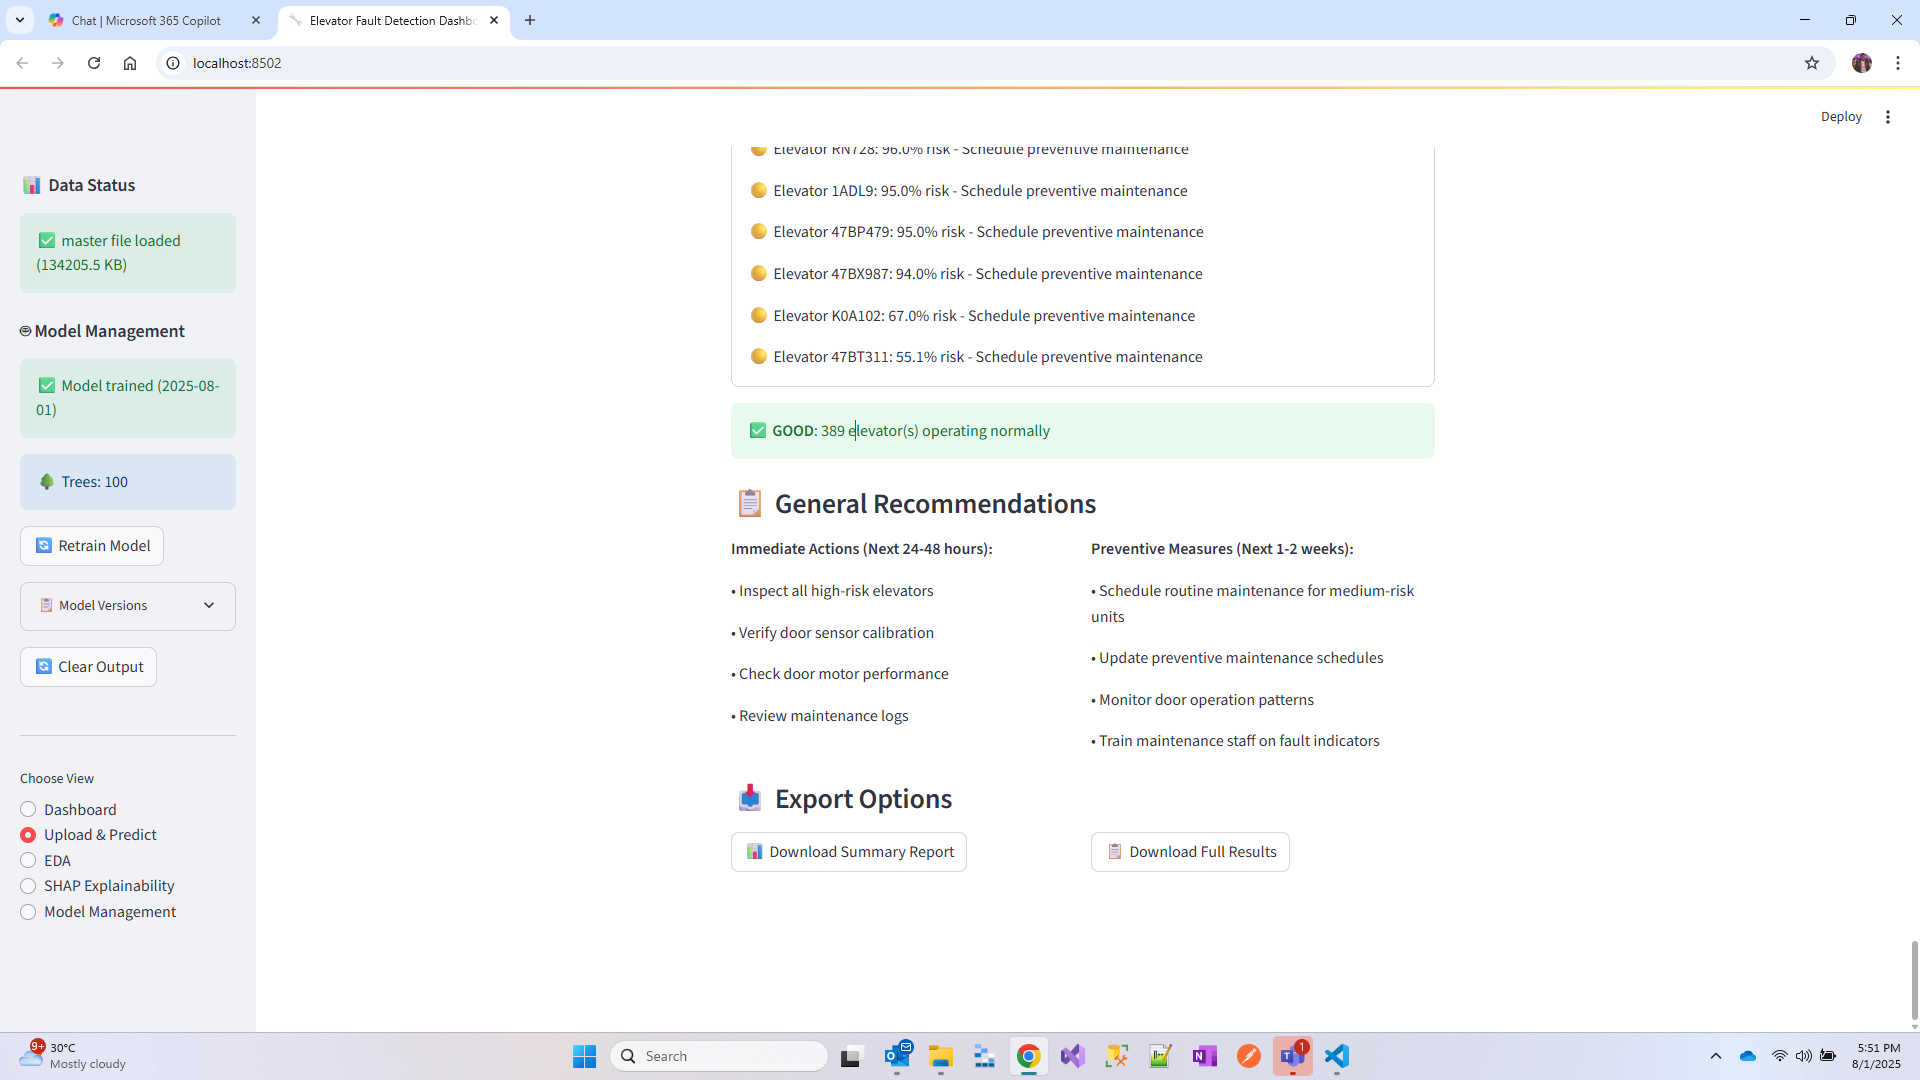 Chat | Microsoft 365 Copilot
Elevator Fault Detection Dashbo
localhost:8502
Deploy
Data Status
master file loaded
(134205.5 KB)
Model Management
Model trained (2025-08-
01)
Trees: 100
Retrain Model
Model Versions
Clear Output
Choose View
Dashboard
Upload & Predict
EDA
SHAP Explainability
Model Management
Elevator RN728: 96.0% risk - Schedule preventive maintenance
Elevator 1ADL9: 95.0% risk - Schedule preventive maintenance
Elevator 47BP479: 95.0% risk - Schedule preventive maintenance
Elevator 47BX987: 94.0% risk - Schedule preventive maintenance
Elevator K0A102: 67.0% risk - Schedule preventive maintenance
Elevator 47BT311: 55.1% risk - Schedule preventive maintenance
GOOD: 389 elevator(s) operating normally
General Recommendations
Immediate Actions (Next 24-48 hours):
• Inspect all high-risk elevators
• Verify door sensor calibration
• Check door motor performance
• Review maintenance logs
Preventive Measures (Next 1-2 weeks):
• Schedule routine maintenance for medium-risk
units
• Update preventive maintenance schedules
• Monitor door operation patterns
• Train maintenance staff on fault indicators
Export Options
Download Summary Report
Download Full Results
9+
30°C
Mostly cloudy
Search
1
5:51 PM
8/1/2025